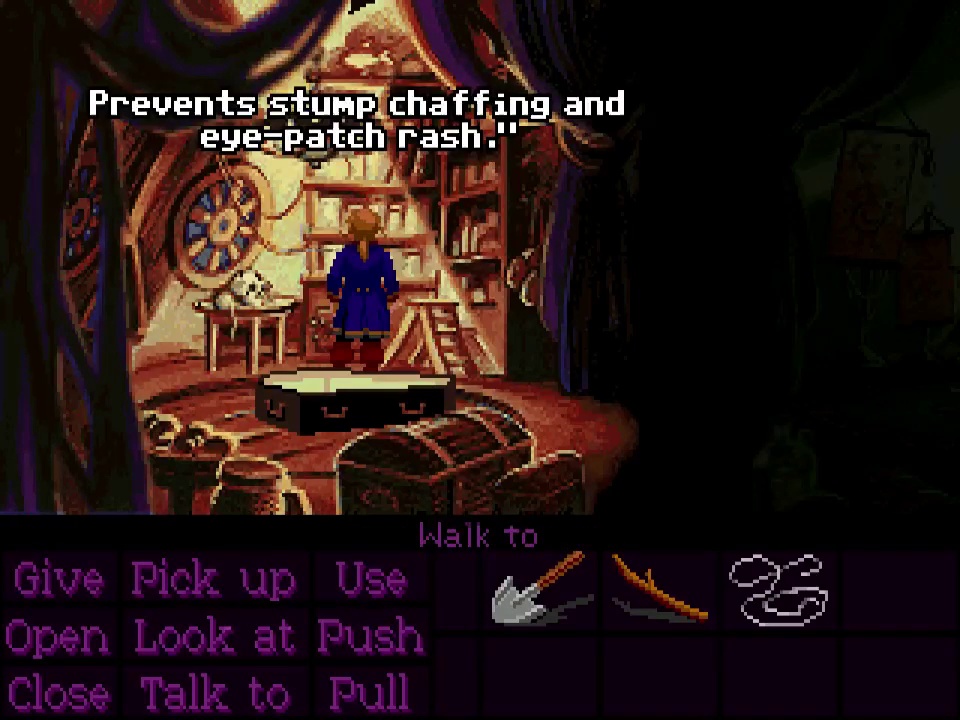 Prevents stump chaffing and
eye-patch rash."
Walk to
Give Pick up Use
Open Look at Push
Close Talk to Pull